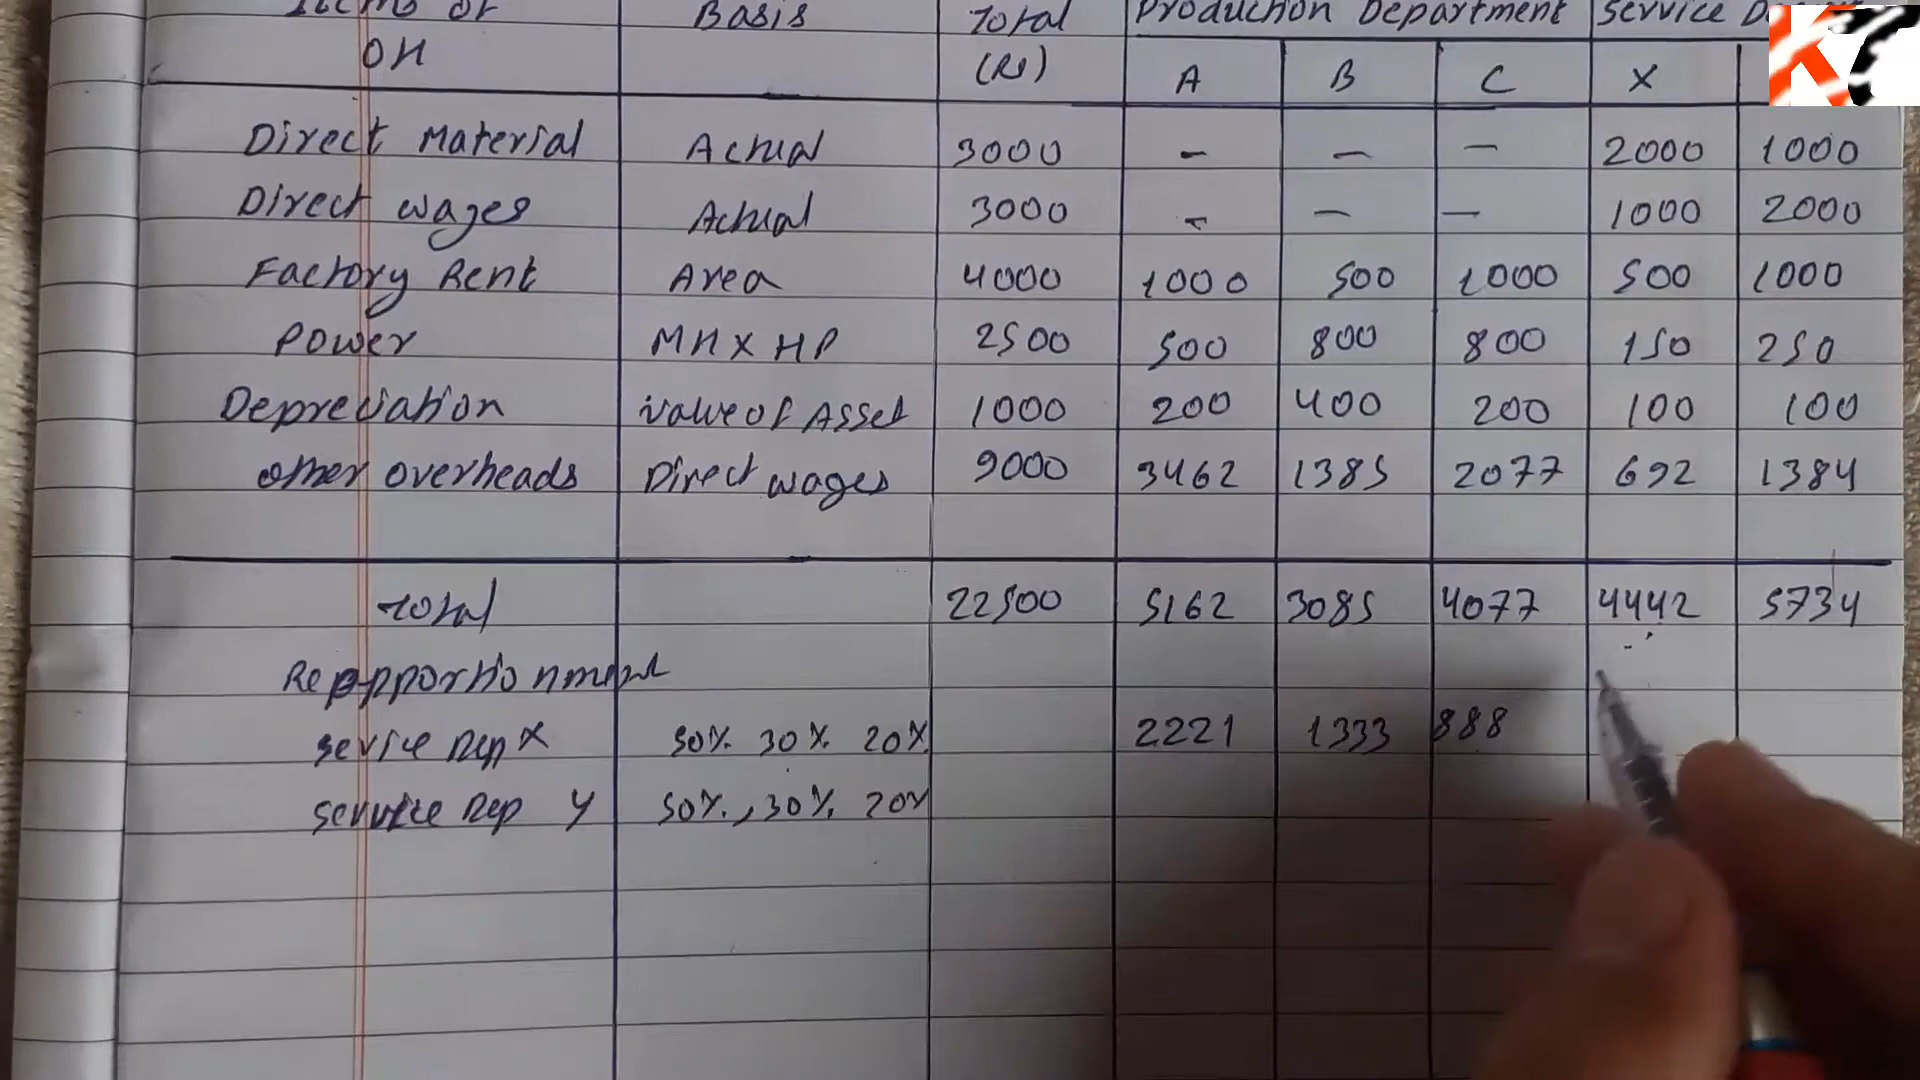 Items of Basis Total Production Department Service
OH (Rs) A B C X
Direct Material Actual 3000 - - - 2000 1000
Direct wages Actual 3000 - - - 1000 2000
Factory Rent Area 4000 1000 500 1000 500 1000
Power MH X HP 2500 500 800 800 150 250
Depreciation value of Asset 1000 200 400 200 100 100
other overheads Direct wages 9000 3462 1385 2077 692 1384
Total 22500 5162 3085 4077 4442 5734
Reapportionment
Sevice Dep X 50% 30% 20% 2221 1333 888
Service Dep Y 50%, 30% 20%